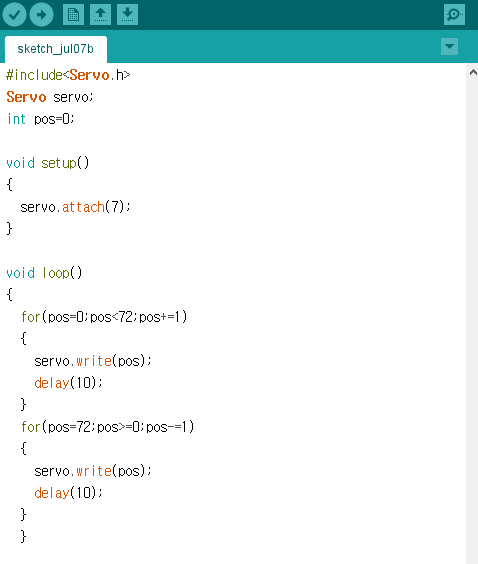 sketch_jul07b
#include<Servo.h>
Servo servo;
int pos=0;
void setup()
{
servo.attach(7);
}
void loop()
{
for(pos=0;pos<72;pos+=1)
{
servo.write(pos);
delay(10);
}
for(pos=72;pos>=0;pos-=1)
{
servo.write(pos);
delay(10);
}
}